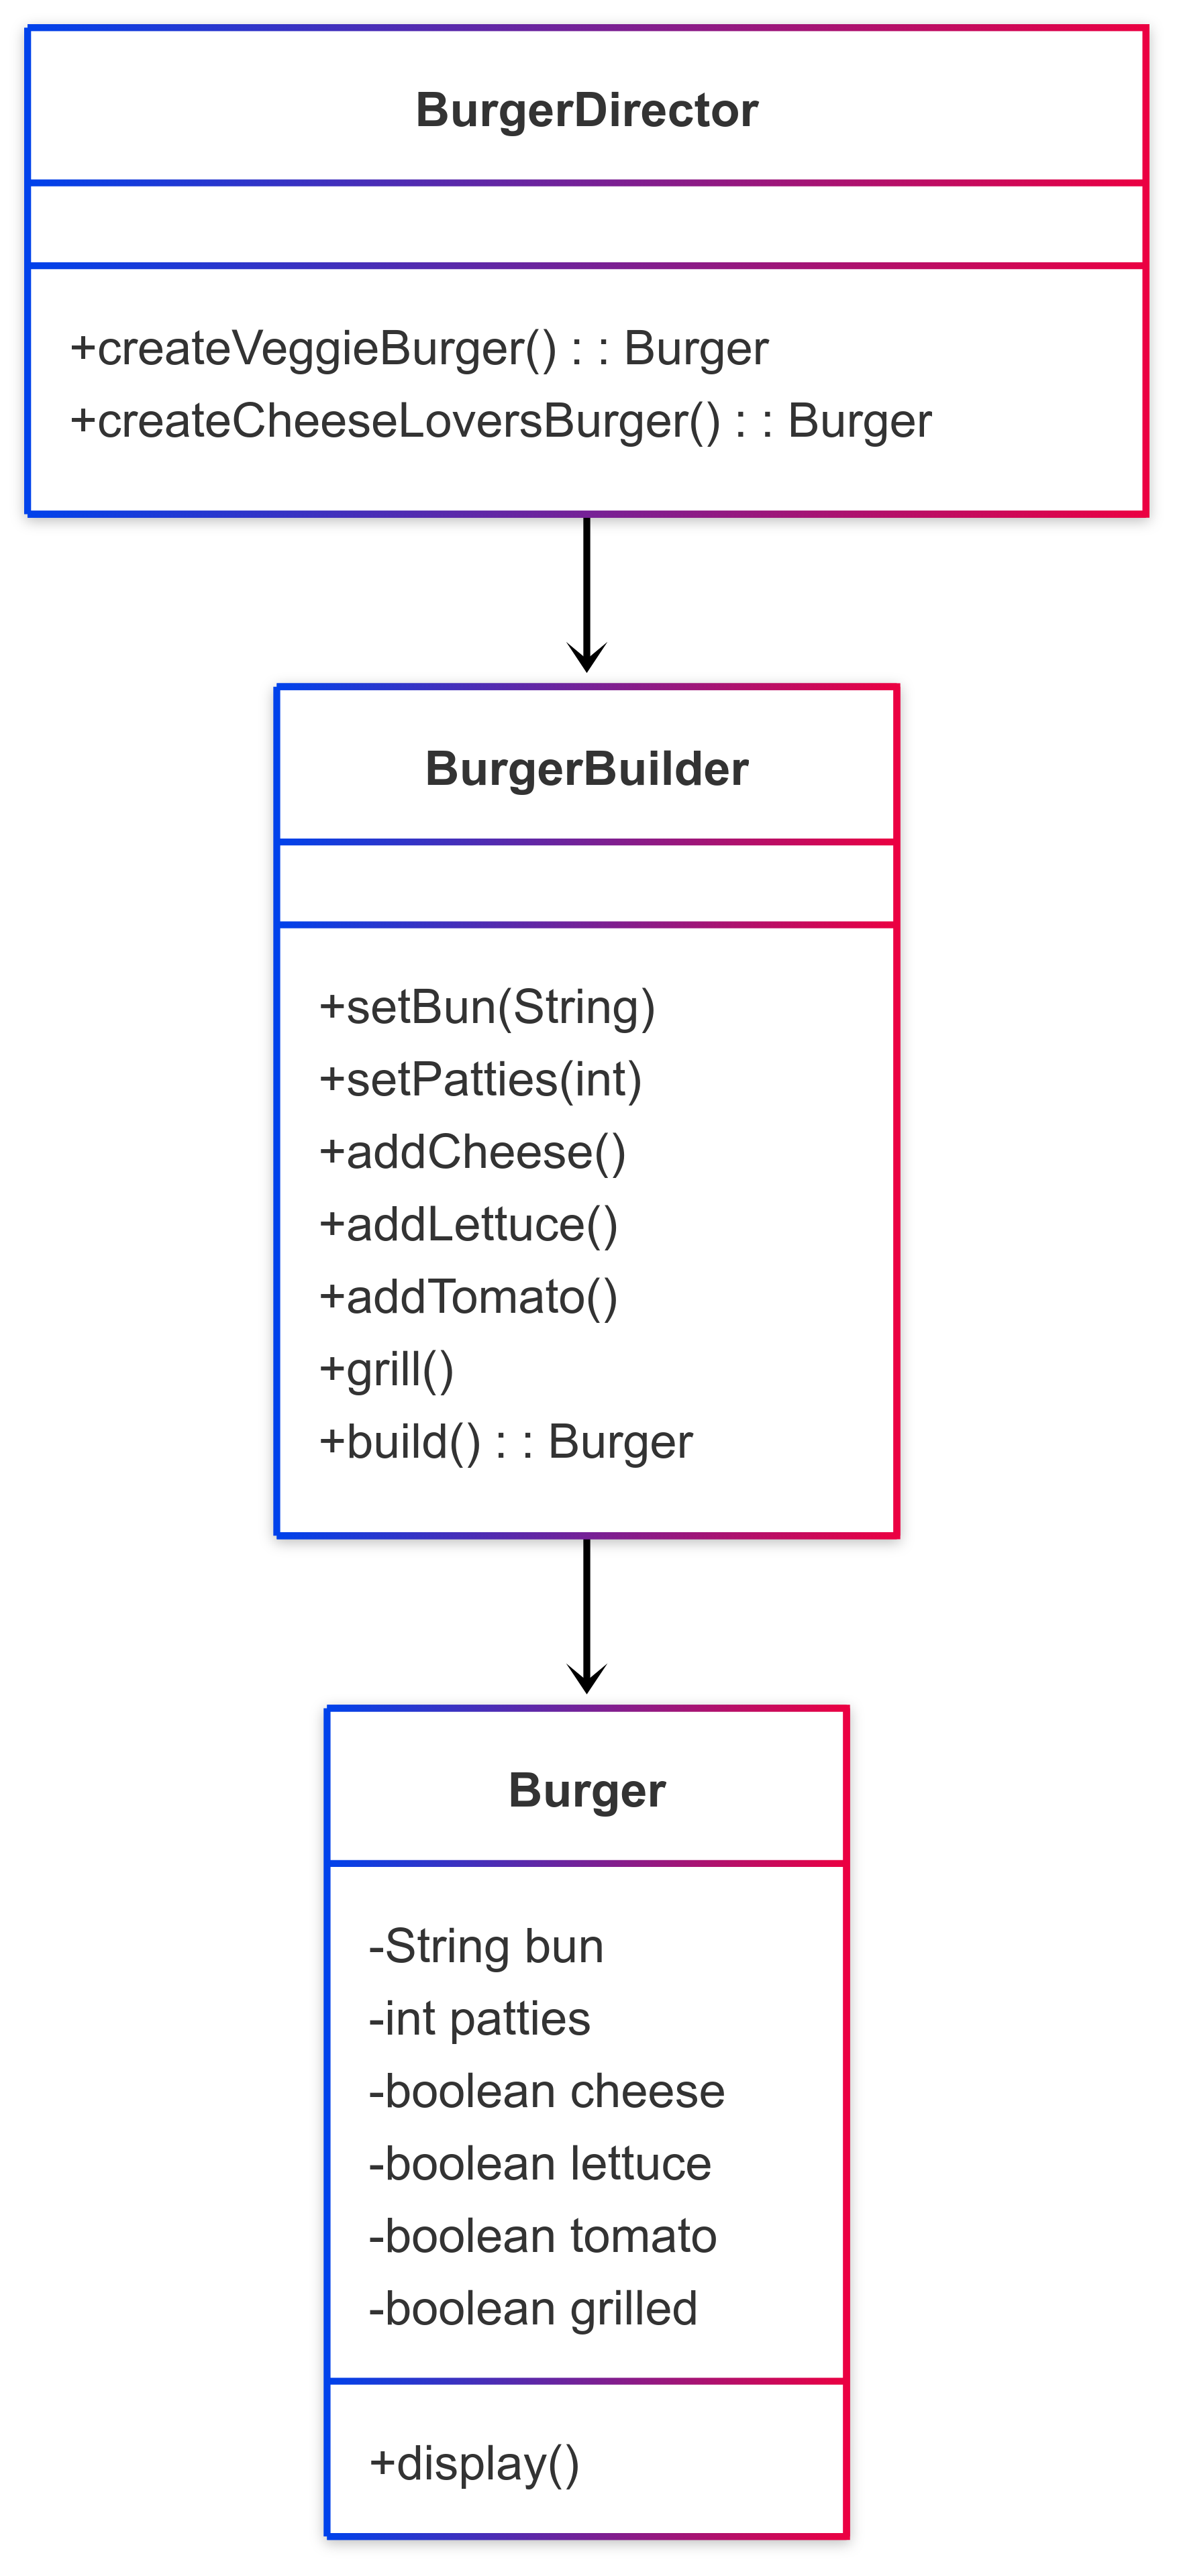 BurgerDirector
+createVeggieBurger() : : Burger
+createCheeseLoversBurger() : : Burger
BurgerBuilder
+setBun(String)
+setPatties(int)
+addCheese()
+addLettuce()
+addTomato()
+grill()
+build() : : Burger
Burger
-String bun
-int patties
-boolean cheese
-boolean lettuce
-boolean tomato
-boolean grilled
+display()